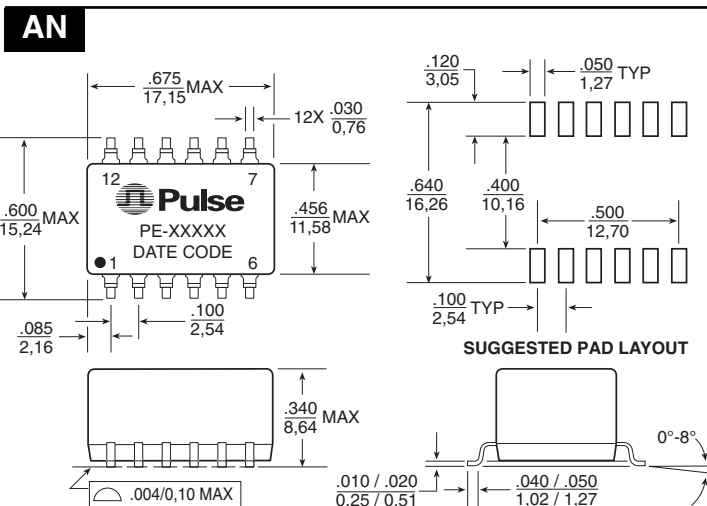 AN
.675
17,15 MAX
12X .030
0,76
.600
15,24 MAX
12 7
Pulse
PE-XXXXX
DATE CODE
1 6
.456
11,58 MAX
.085
2,16
.100
2,54
.120
3,05
.050
1,27 TYP
.640
16,26
.400
10,16
.500
12,70
.100
2,54 TYP
SUGGESTED PAD LAYOUT
.340
8,64 MAX
.004/0,10 MAX
0°-8°
.010 / .020
0,25 / 0,51
.040 / .050
1,02 / 1,27